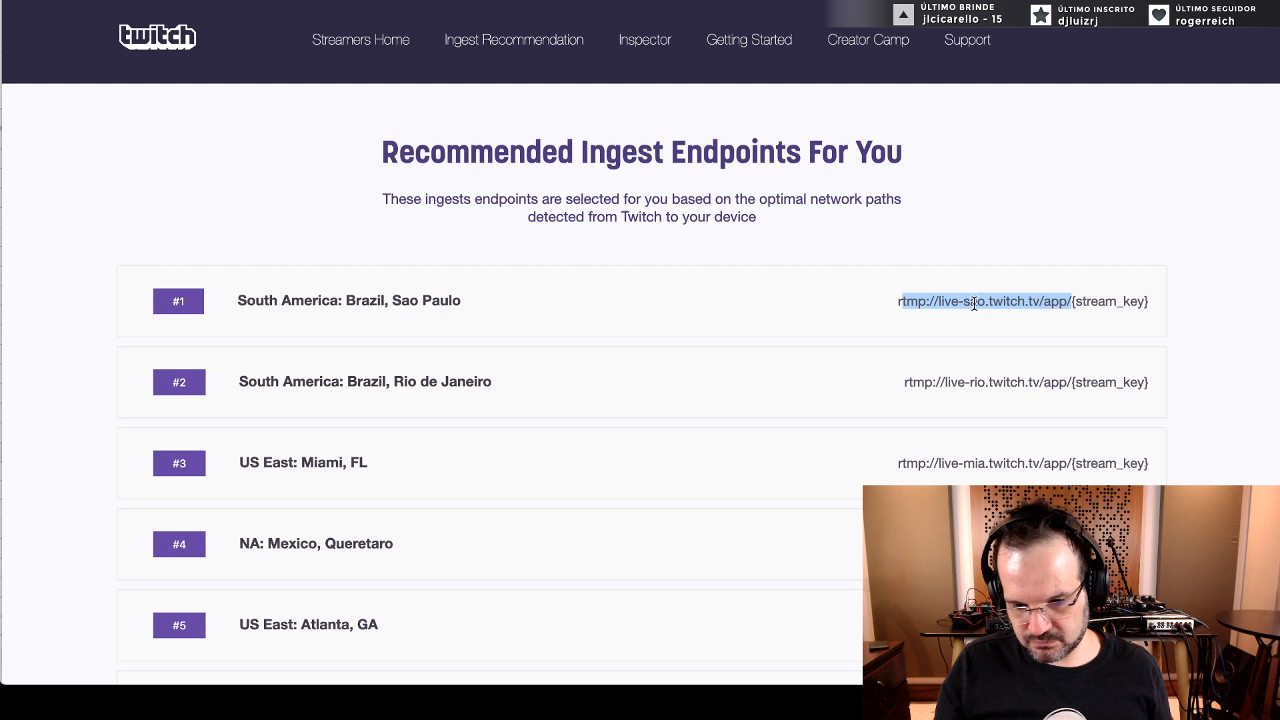 twitch
Streamers Home
Ingest Recommendation
Inspector
Getting Started
Creator Camp
Support
ÚLTIMO BRINDE
jlcicarello - 15
ÚLTIMO INSCRITO
djluizrj
ÚLTIMO SEGUIDOR
rogerreich
Recommended Ingest Endpoints For You
These ingests endpoints are selected for you based on the optimal network paths
detected from Twitch to your device
#1
South America: Brazil, Sao Paulo
rtmp://live-sao.twitch.tv/app/{stream_key}
#2
South America: Brazil, Rio de Janeiro
rtmp://live-rio.twitch.tv/app/{stream_key}
#3
US East: Miami, FL
rtmp://live-mia.twitch.tv/app/{stream_key}
#4
NA: Mexico, Queretaro
#5
US East: Atlanta, GA